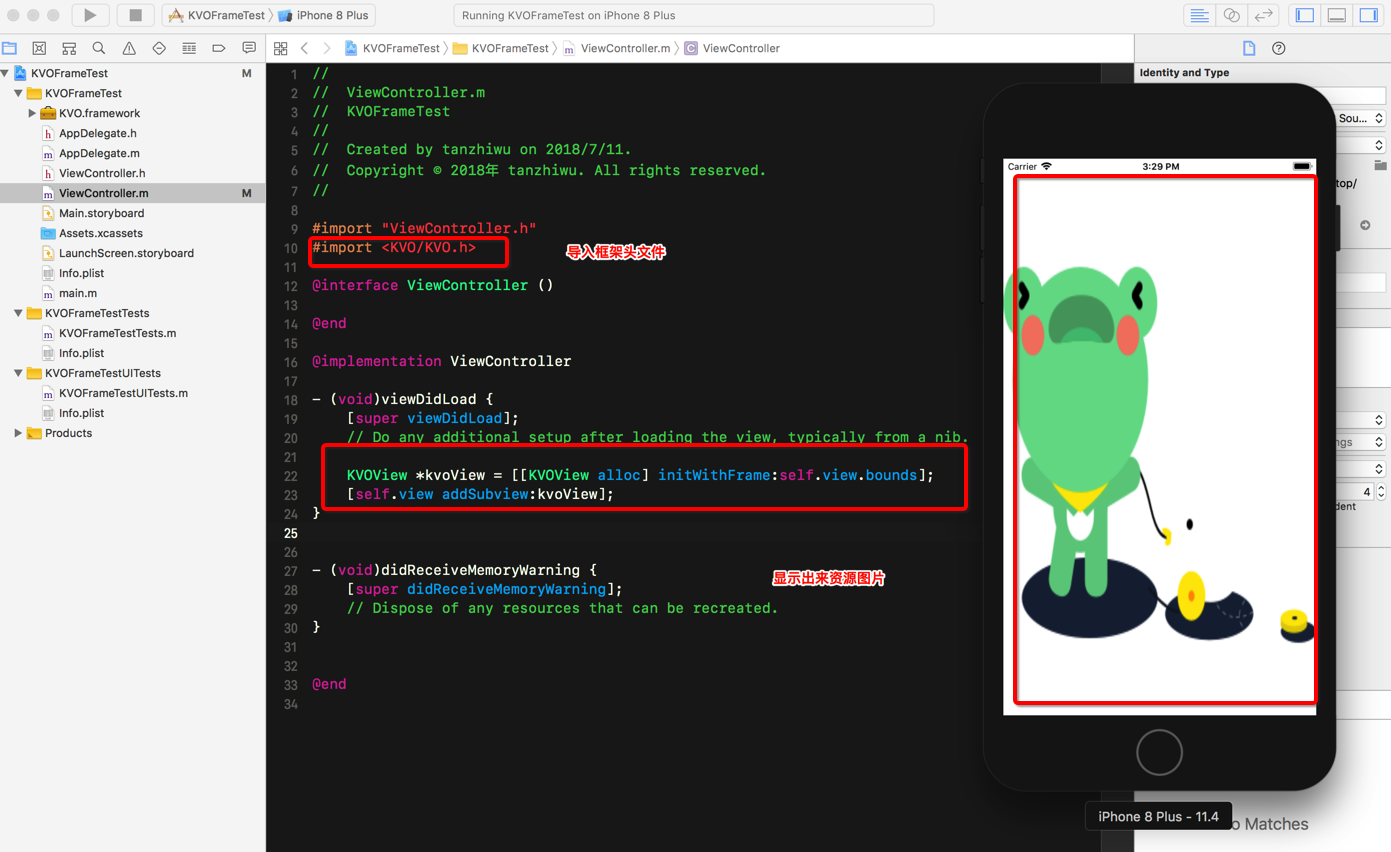 KVOFrameTest
iPhone 8 Plus
Running KVOFrameTest on iPhone 8 Plus
KVOFrameTest
KVOFrameTest
ViewController.m
ViewController
KVOFrameTest M
KVOFrameTest
KVO.framework
AppDelegate.h
AppDelegate.m
ViewController.h
ViewController.m M
Main.storyboard
Assets.xcassets
LaunchScreen.storyboard
Info.plist
main.m
KVOFrameTestTests
KVOFrameTestTests.m
Info.plist
KVOFrameTestUITests
KVOFrameTestUITests.m
Info.plist
Products
1 //
2 //  ViewController.m
3 //  KVOFrameTest
4 //
5 //  Created by tanzhiwu on 2018/7/11.
6 //  Copyright © 2018年 tanzhiwu. All rights reserved.
7 //
8
9 #import "ViewController.h"
10 #import <KVO/KVO.h>
导入框架头文件
11
12 @interface ViewController ()
13
14 @end
15
16 @implementation ViewController
17
18 - (void)viewDidLoad {
19     [super viewDidLoad];
20     // Do any additional setup after loading the view, typically from a nib.
21
22     KVOView *kvoView = [[KVOView alloc] initWithFrame:self.view.bounds];
23     [self.view addSubview:kvoView];
24 }
25
26
27 - (void)didReceiveMemoryWarning {
显示出来资源图片
28     [super didReceiveMemoryWarning];
29     // Dispose of any resources that can be recreated.
30 }
31
32
33 @end
34
Identity and Type
Sou...
top/
ngs
4
dent
Carrier
3:29 PM
iPhone 8 Plus - 11.4
o Matches